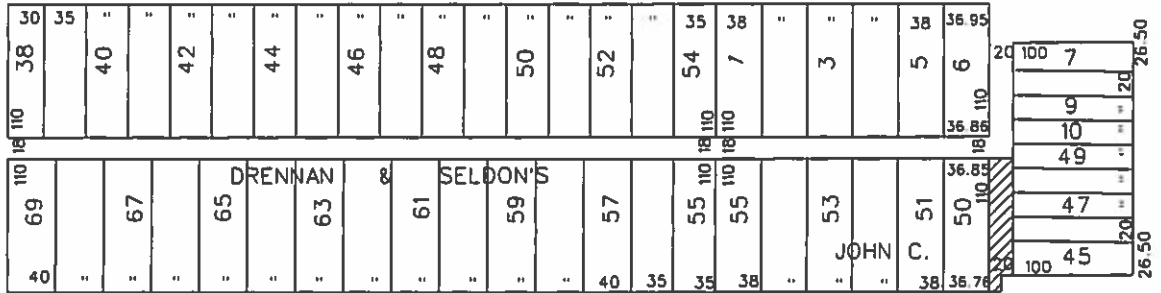 30 35 " " " " " " " " " " " " " " 35 38 " " " 38 36.95
38 40 42 44 46 48 50 52 54 1 3 5 6
110 110 110 110 36.86
18 18 18 18
20 100 7 26.50
20
9 "
10 "
49 "
"
47 "
20
20 100 45 26.50
110 110 110 36.85 110
DRENNAN & SELDON'S
69 67 65 63 61 59 57 55 55 53 51 50
JOHN C.
40 " " " " " " " " " " " 40 35 35 38 " " " 38 36.76